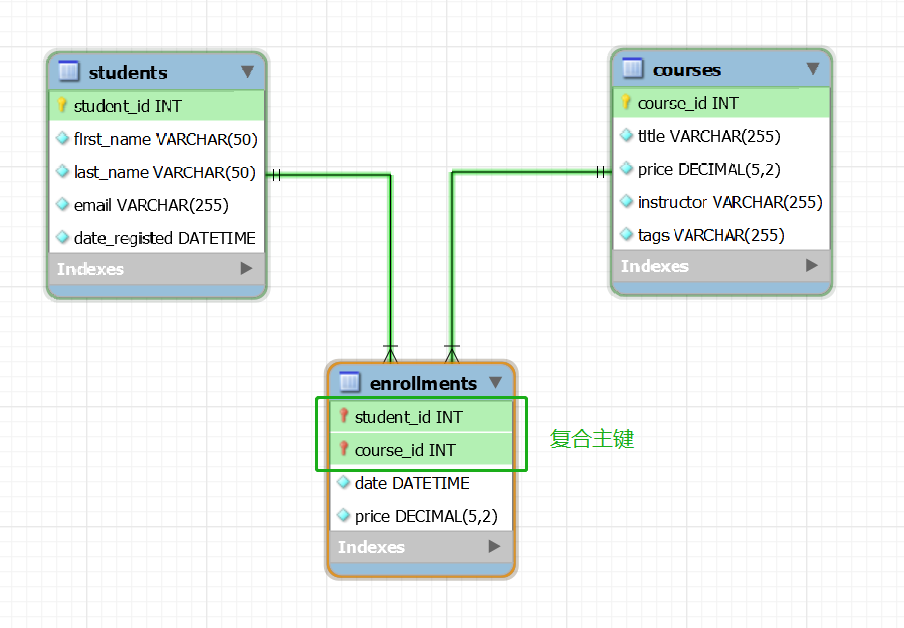 students
student_id INT
first_name VARCHAR(50)
last_name VARCHAR(50)
email VARCHAR(255)
date_registed DATETIME
Indexes
courses
course_id INT
title VARCHAR(255)
price DECIMAL(5,2)
instructor VARCHAR(255)
tags VARCHAR(255)
Indexes
enrollments
student_id INT
course_id INT
复合主键
date DATETIME
price DECIMAL(5,2)
Indexes